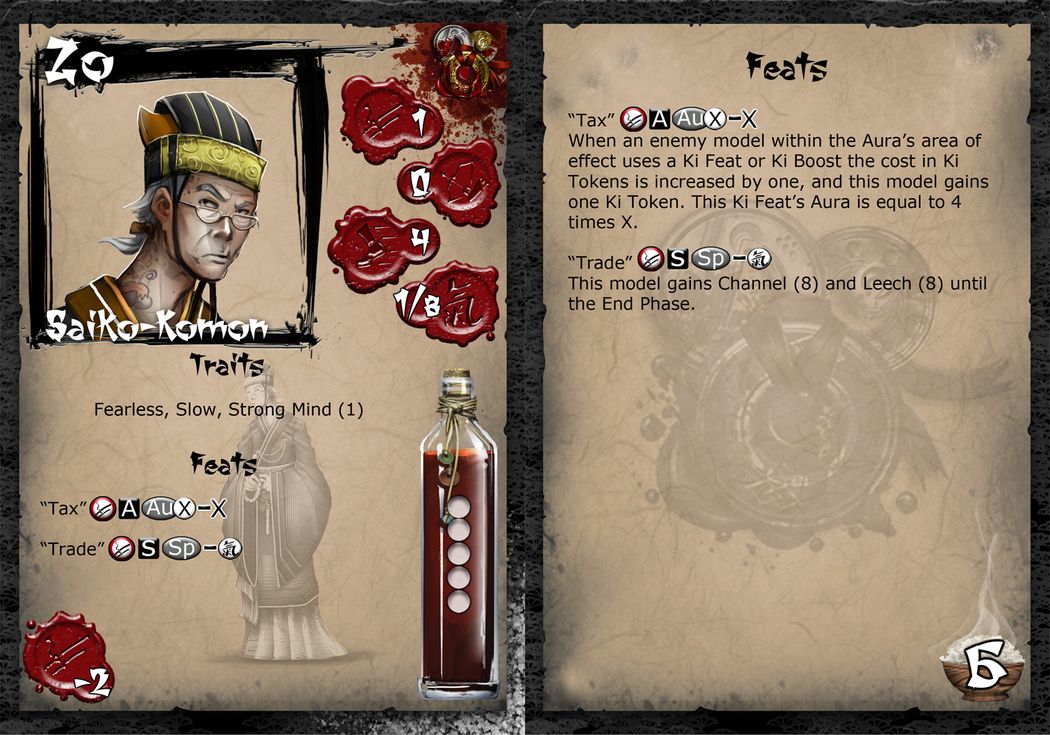 Zo
1
0
4
1/8 氣
Saiko-Komon
Traits
Fearless, Slow, Strong Mind (1)
Feats
“Tax” A Au X - X
“Trade” S Sp - 氣
-2
Feats
“Tax” A Au X - X
When an enemy model within the Aura’s area of
effect uses a Ki Feat or Ki Boost the cost in Ki
Tokens is increased by one, and this model gains
one Ki Token. This Ki Feat’s Aura is equal to 4
times X.
“Trade” S Sp - 氣
This model gains Channel (8) and Leech (8) until
the End Phase.
5